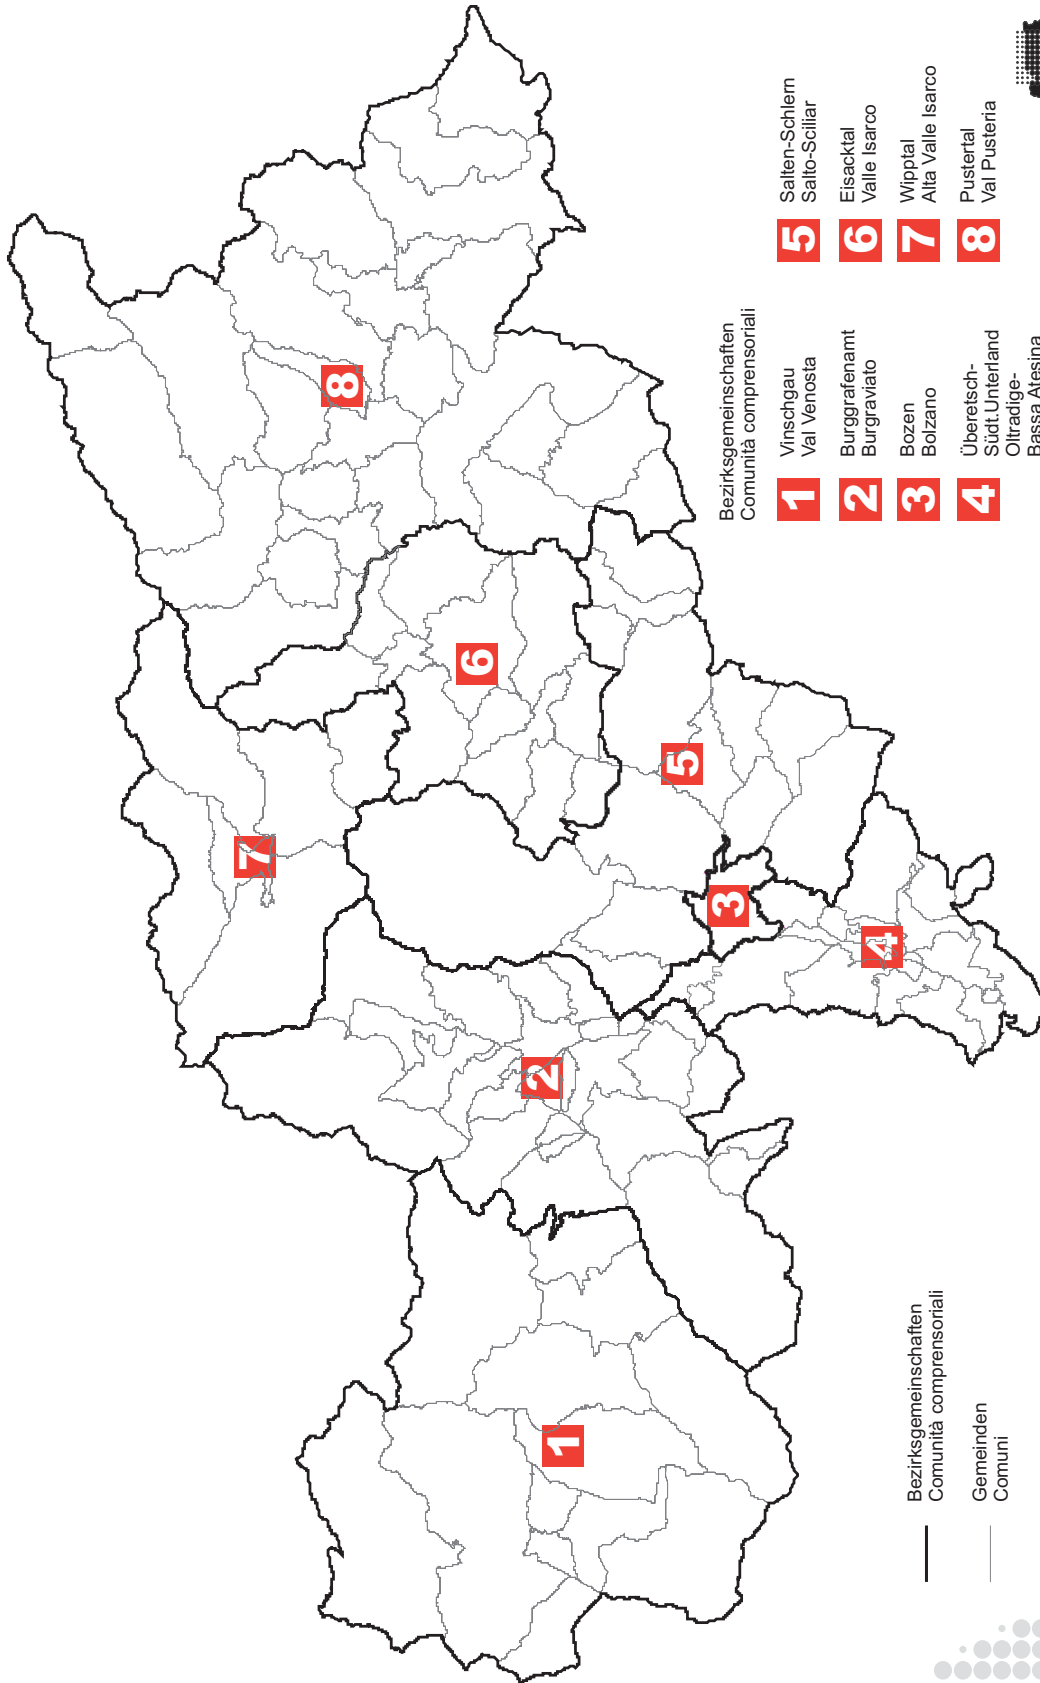 Bezirksgemeinschaften
Comunità comprensoriali
1
Vinschgau
Val Venosta
2
Burggrafenamt
Burgraviato
3
Bozen
Bolzano
4
Überetsch-
Südt.Unterland
Oltradige-
Bassa Atesina
5
Salten-Schlern
Salto-Sciliar
6
Eisacktal
Valle Isarco
7
Wipptal
Alta Valle Isarco
8
Pustertal
Val Pusteria
Bezirksgemeinschaften
Comunità comprensoriali
Gemeinden
Comuni
1
2
3
4
5
6
7
8